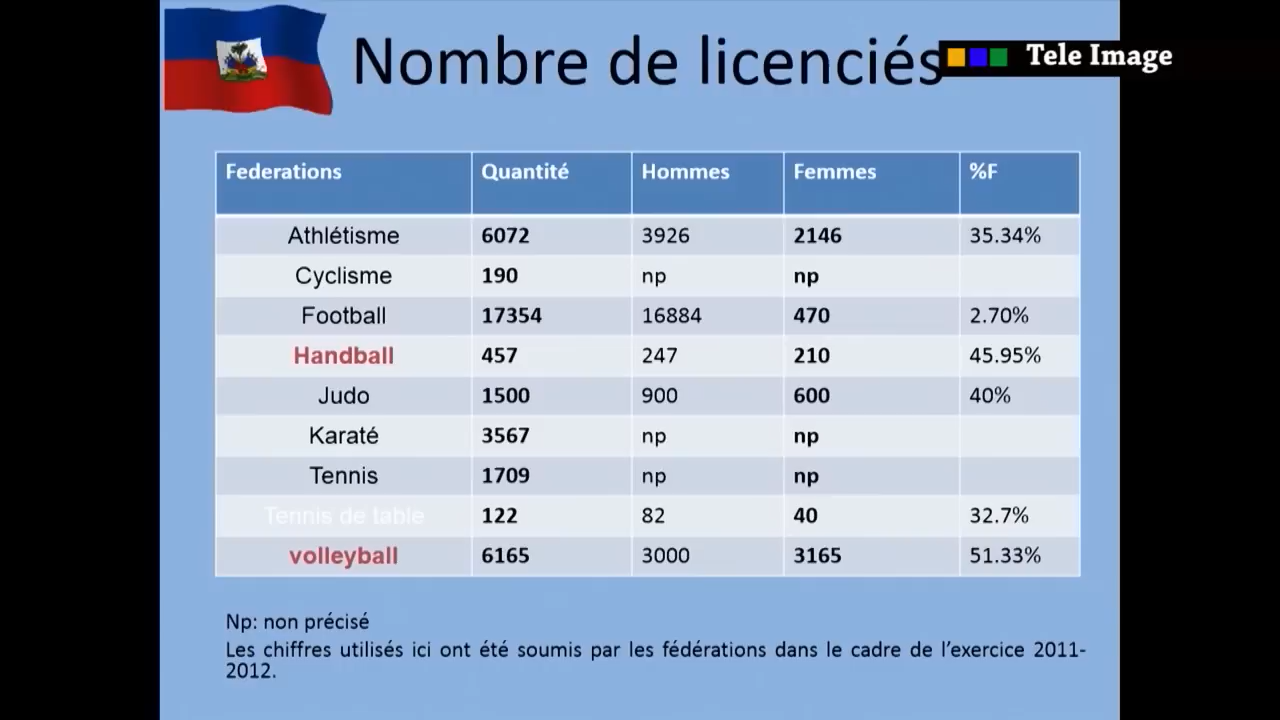 Nombre de licenciés
Tele Image
Federations Quantité Hommes Femmes %F
Athlétisme 6072 3926 2146 35.34%
Cyclisme 190 np np
Football 17354 16884 470 2.70%
Handball 457 247 210 45.95%
Judo 1500 900 600 40%
Karaté 3567 np np
Tennis 1709 np np
Tennis de table 122 82 40 32.7%
volleyball 6165 3000 3165 51.33%
Np: non précisé
Les chiffres utilisés ici ont été soumis par les fédérations dans le cadre de l’exercice 2011-
2012.